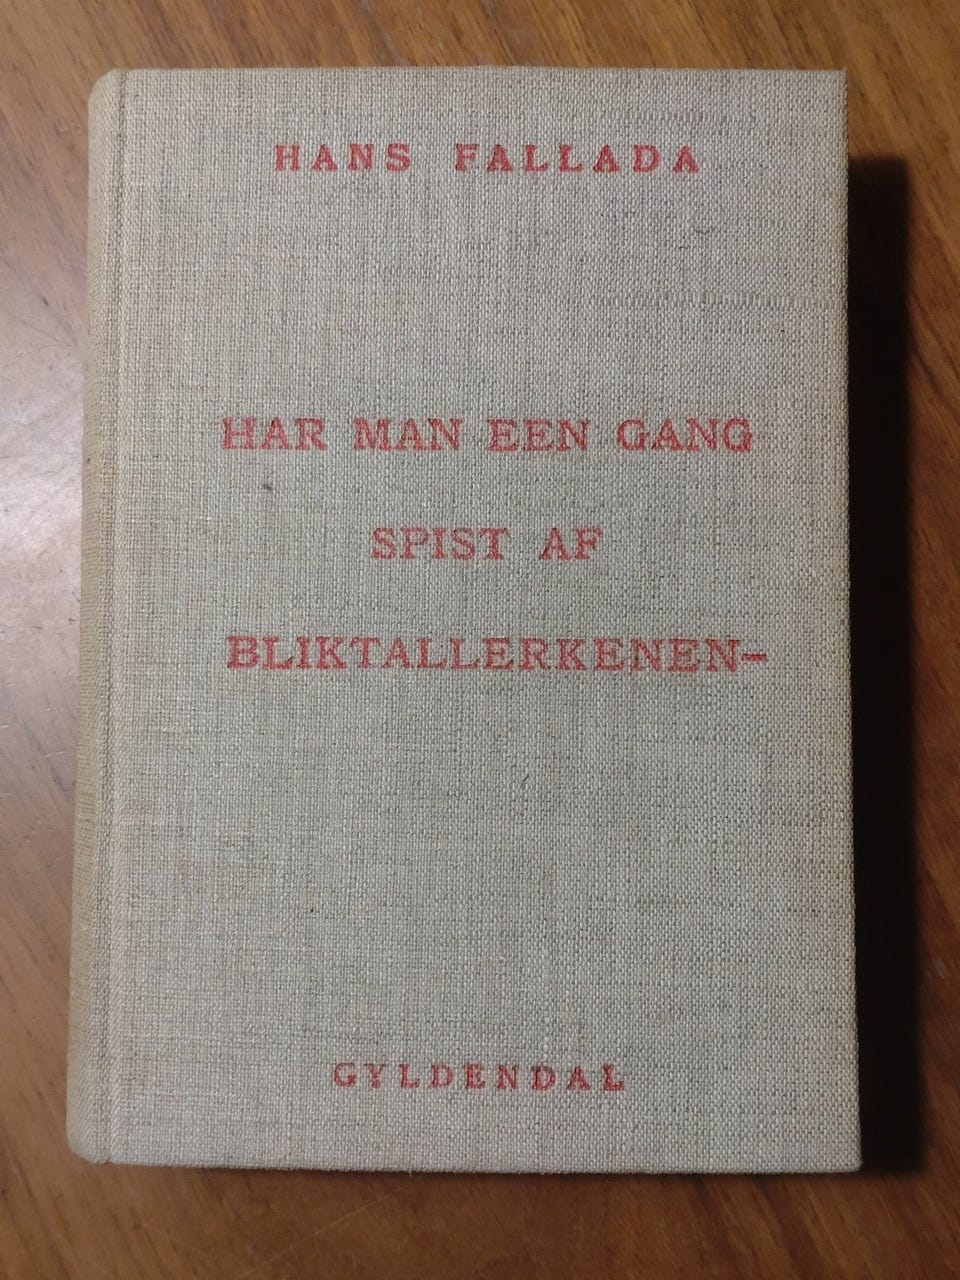 HANS FALLADA
HAR MAN EEN GANG
SPIST AF
BLIKTALLERKENEN-
GYLDENDAL